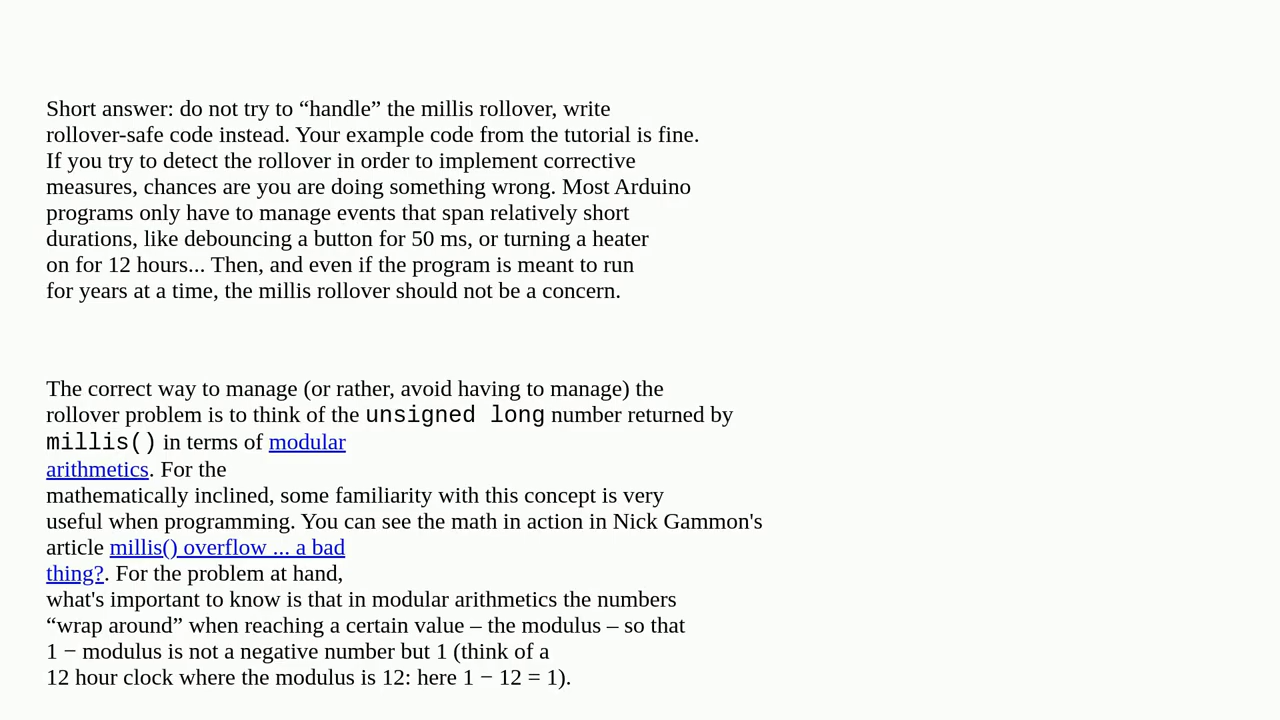 Short answer: do not try to “handle” the millis rollover, write
rollover-safe code instead. Your example code from the tutorial is fine.
If you try to detect the rollover in order to implement corrective
measures, chances are you are doing something wrong. Most Arduino
programs only have to manage events that span relatively short
durations, like debouncing a button for 50 ms, or turning a heater
on for 12 hours... Then, and even if the program is meant to run
for years at a time, the millis rollover should not be a concern.
The correct way to manage (or rather, avoid having to manage) the
rollover problem is to think of the unsigned long number returned by
millis() in terms of modular
arithmetics. For the
mathematically inclined, some familiarity with this concept is very
useful when programming. You can see the math in action in Nick Gammon's
article millis() overflow ... a bad
thing?. For the problem at hand,
what's important to know is that in modular arithmetics the numbers
“wrap around” when reaching a certain value – the modulus – so that
1 − modulus is not a negative number but 1 (think of a
12 hour clock where the modulus is 12: here 1 − 12 = 1).